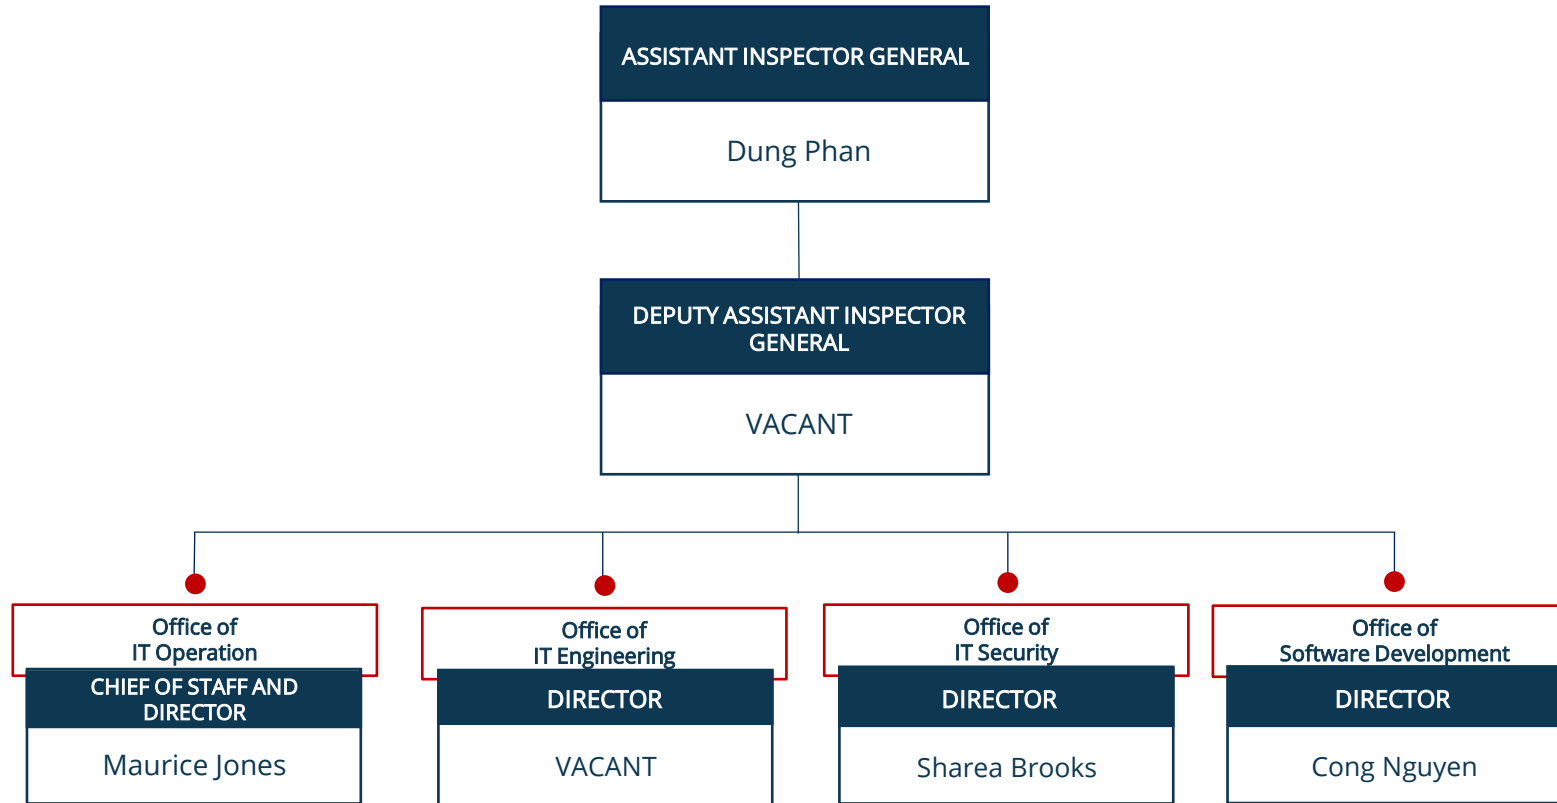 ASSISTANT INSPECTOR GENERAL
Dung Phan
DEPUTY ASSISTANT INSPECTOR
GENERAL
VACANT
Office of
IT Operation
CHIEF OF STAFF AND
DIRECTOR
Maurice Jones
Office of
IT Engineering
DIRECTOR
VACANT
Office of
IT Security
DIRECTOR
Sharea Brooks
Office of
Software Development
DIRECTOR
Cong Nguyen